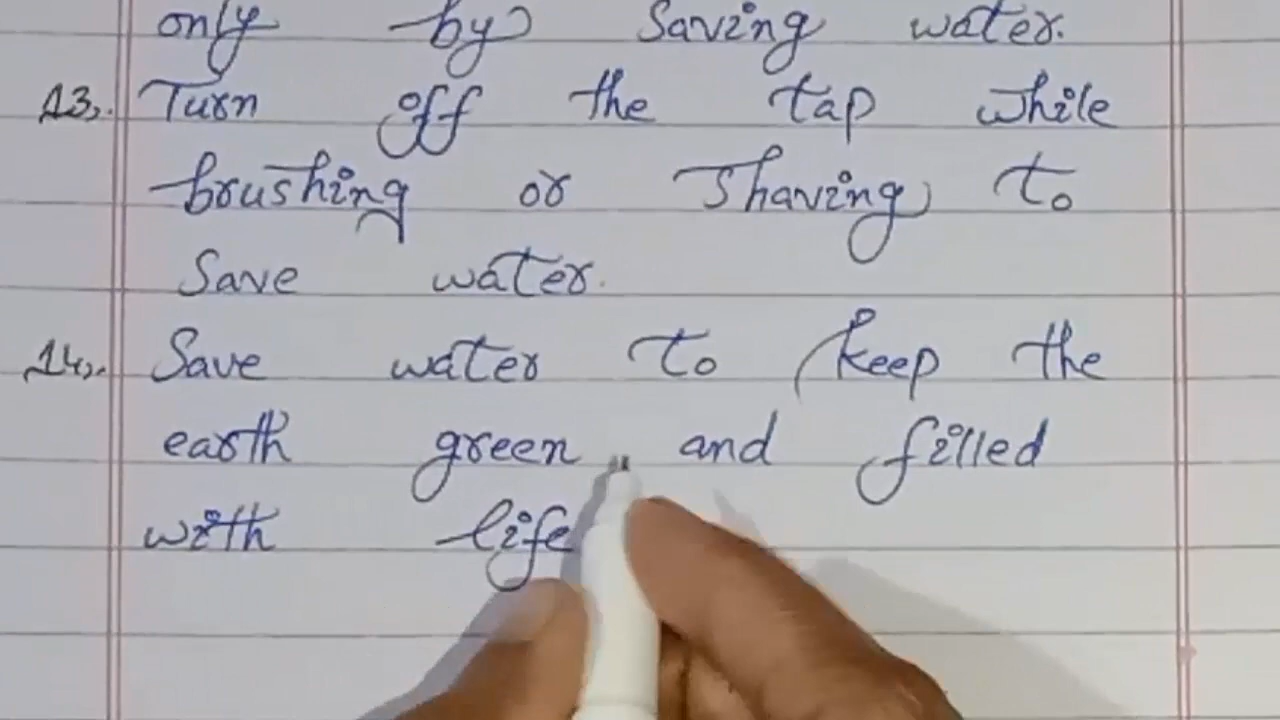 only by saving water.
13. Turn off the tap while
brushing or shaving to
Save water.
14. Save water to keep the
earth green and filled
with life